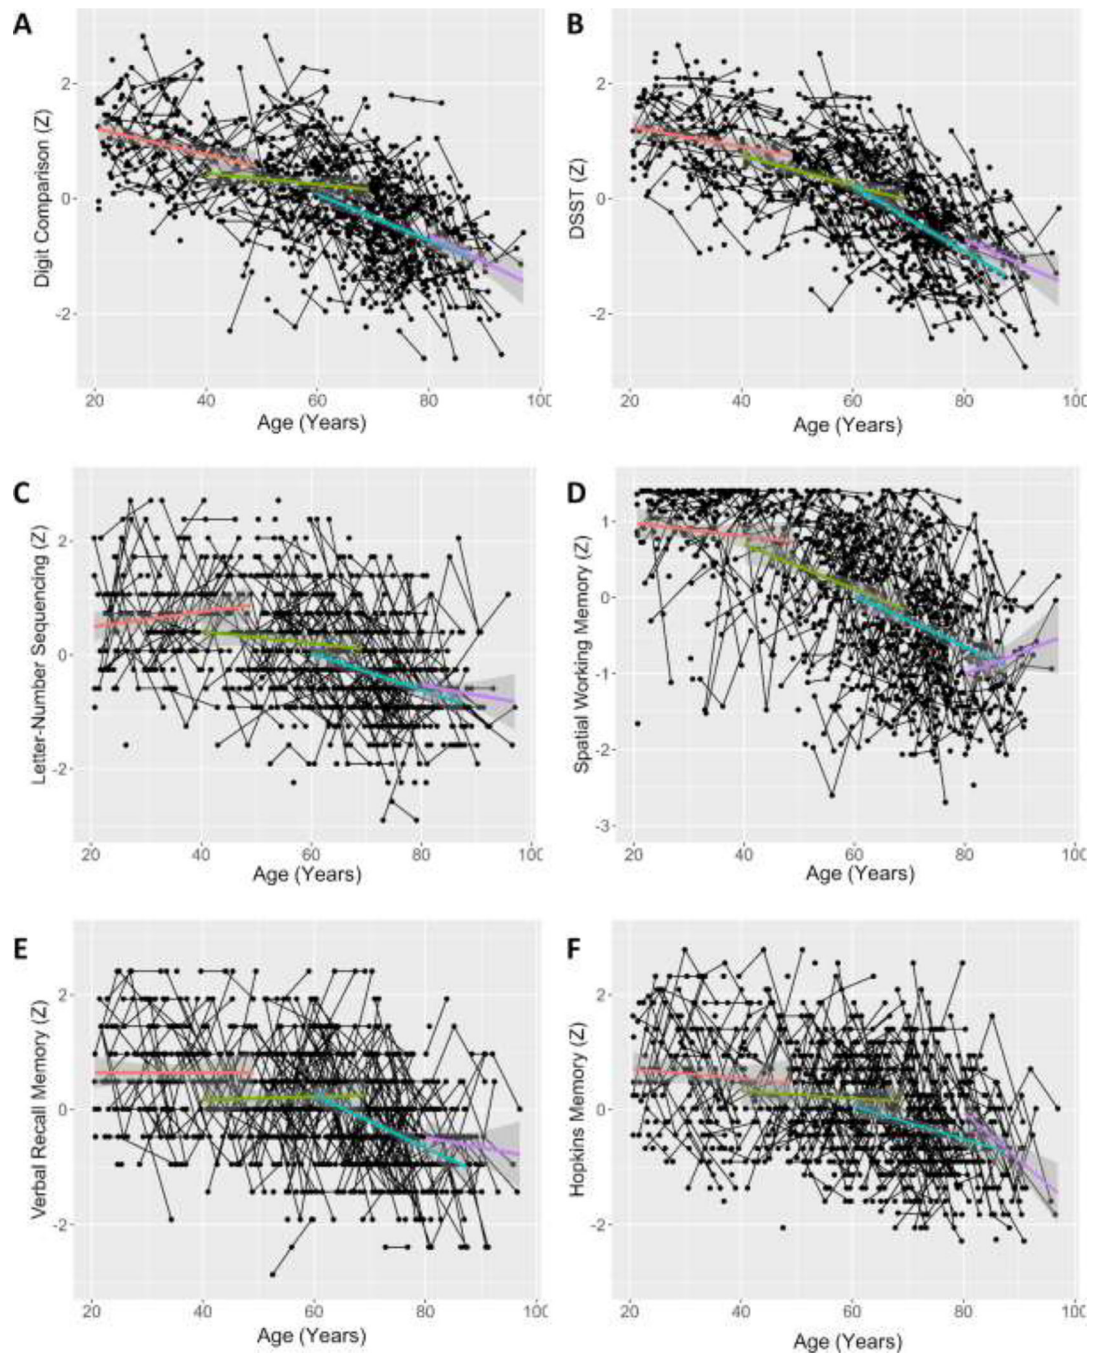 A
B
Digit Comparison (Z)
2
0
-2
20 40 60 80 100
Age (Years)
DSST (Z)
2
0
-2
20 40 60 80 100
Age (Years)
C
D
Letter-Number Sequencing (Z)
2
0
-2
20 40 60 80 100
Age (Years)
Spatial Working Memory (Z)
1
0
-1
-2
-3
20 40 60 80 100
Age (Years)
E
F
Verbal Recall Memory (Z)
2
0
-2
20 40 60 80 100
Age (Years)
Hopkins Memory (Z)
2
0
-2
20 40 60 80 100
Age (Years)